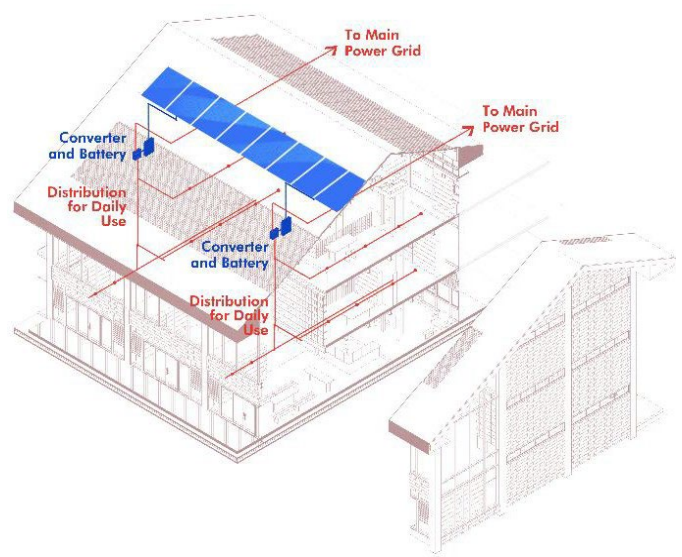 To Main
Power Grid
To Main
Power Grid
Converter
and Battery
Distribution
for Daily
Use
Converter
and Battery
Distribution
for Daily
Use